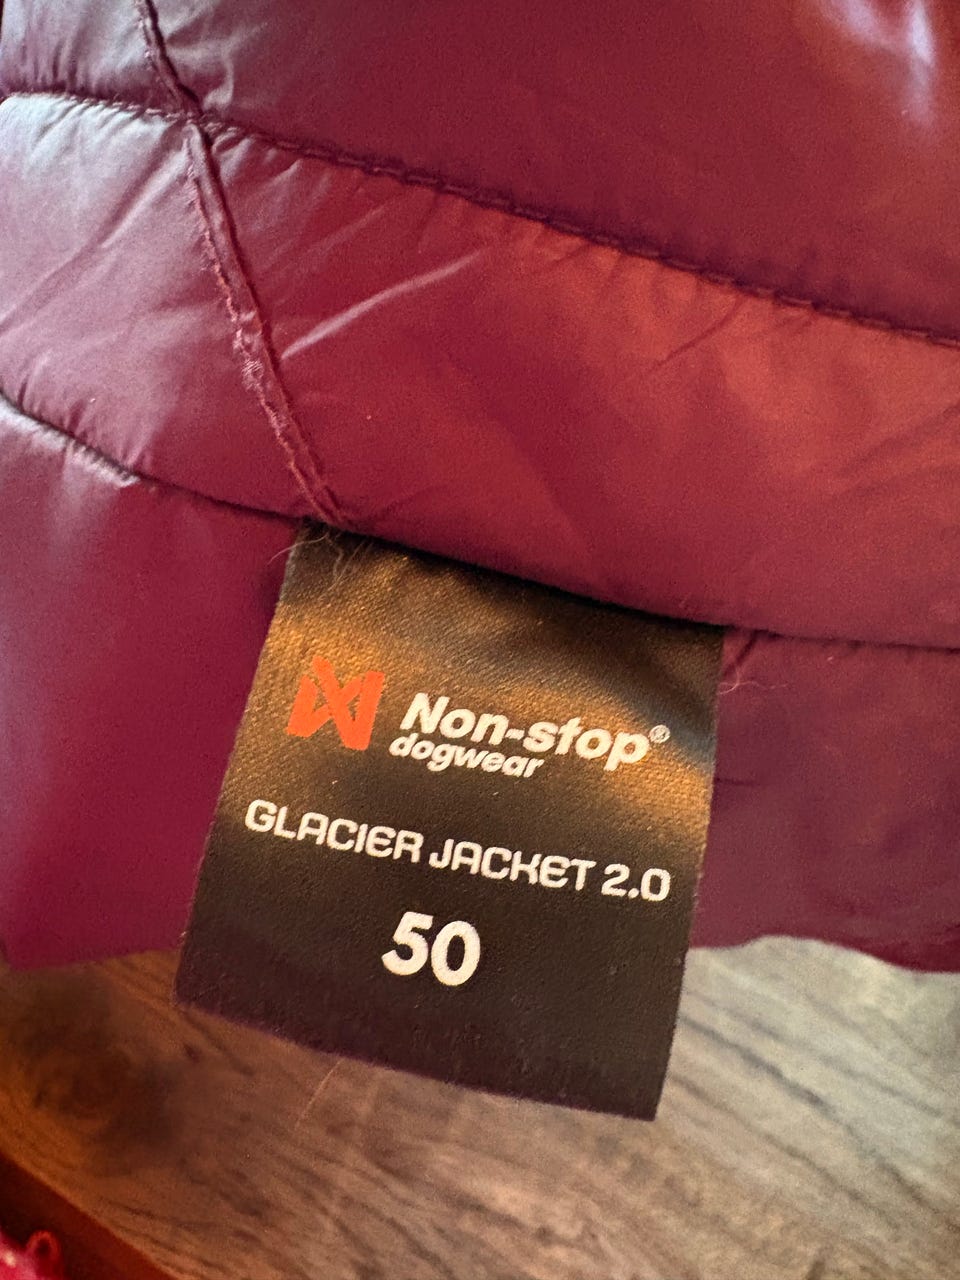 Non-stop®
dogwear
GLACIER JACKET 2.0
50